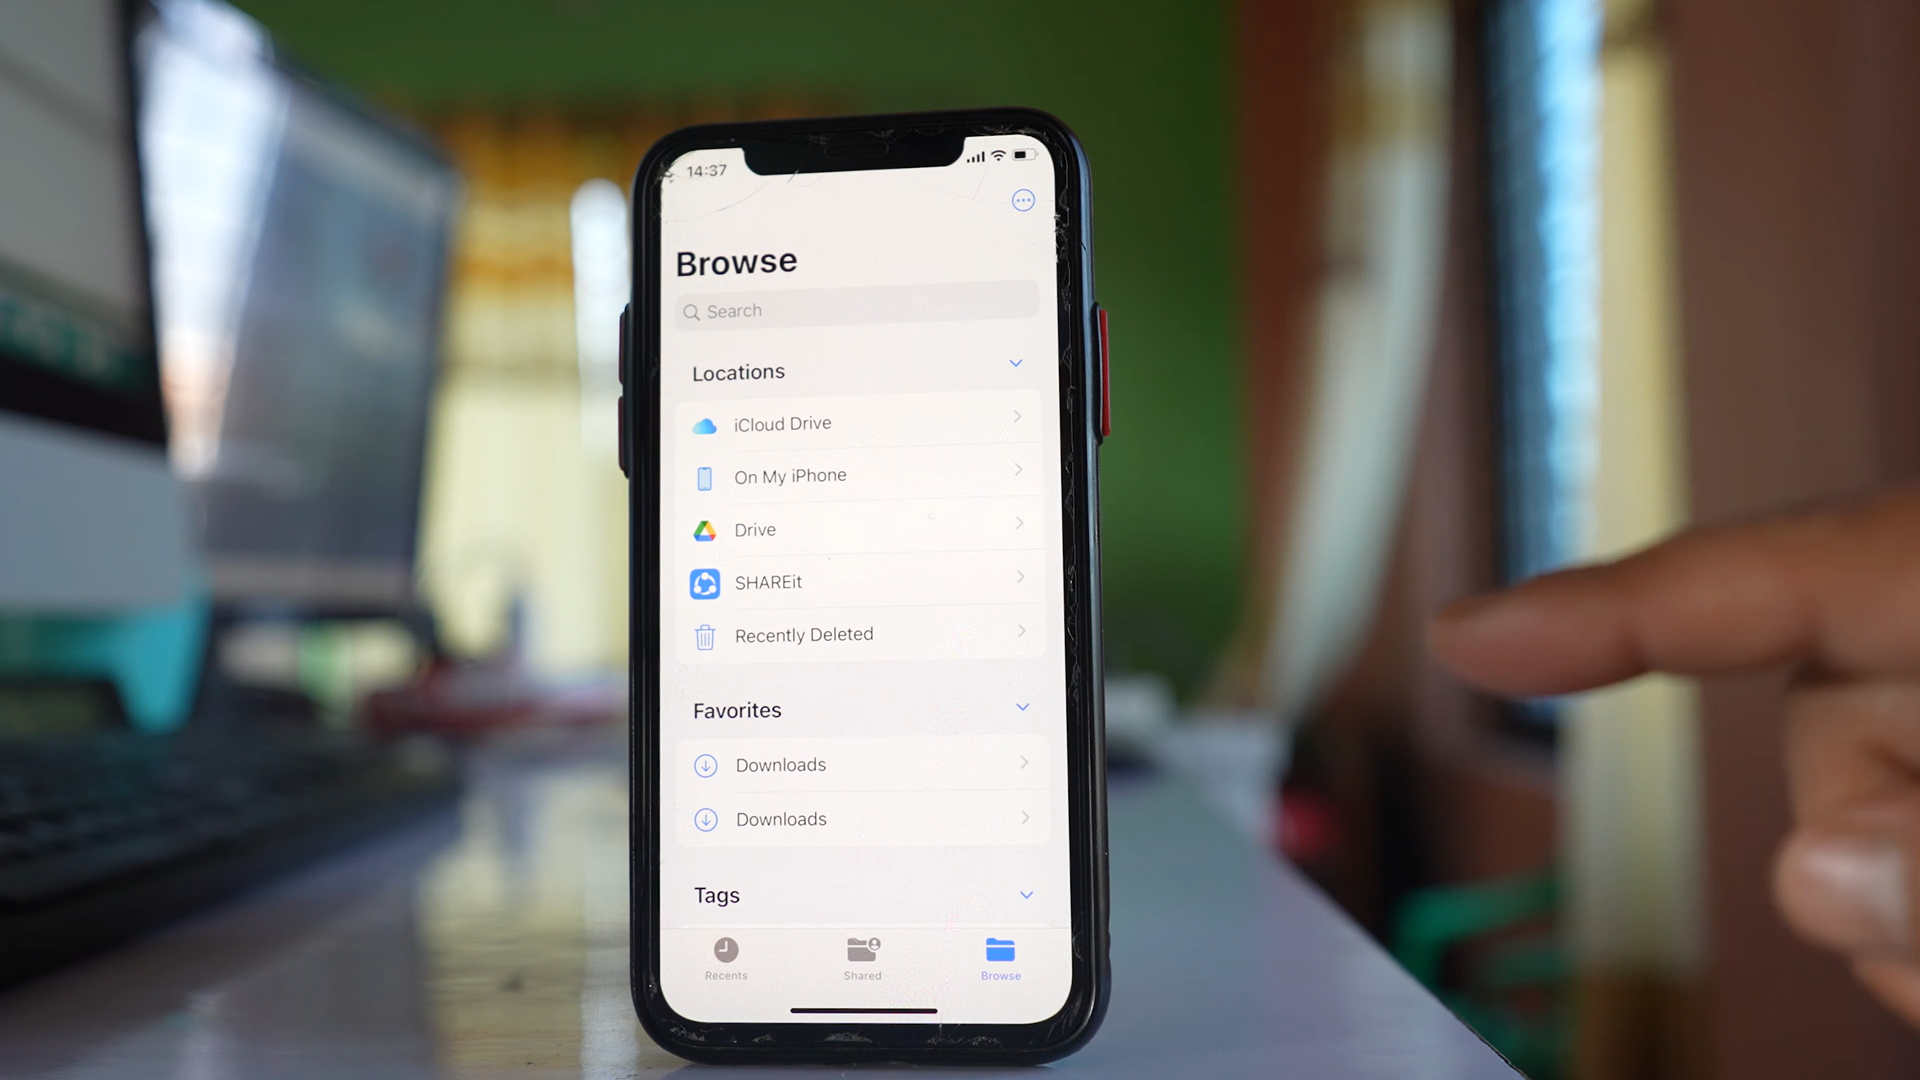 14:37
Browse
Search
Locations
iCloud Drive
On My iPhone
Drive
SHAREit
Recently Deleted
Favorites
Downloads
Downloads
Tags
Recents
Shared
Browse